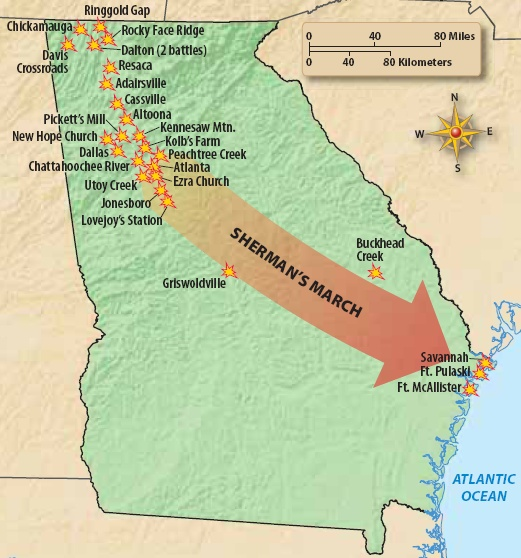 Ringgold Gap
Chickamauga
Rocky Face Ridge
Dalton (2 battles)
Davis
Crossroads
Resaca
Adairsville
Cassville
Altoona
Pickett's Mill
Kennesaw Mtn.
New Hope Church
Kolb's Farm
Dallas
Peachtree Creek
Chattahoochee River
Atlanta
Utoy Creek
Ezra Church
Jonesboro
Lovejoy's Station
0 40 80 Miles
0 40 80 Kilometers
N
W
E
S
SHERMAN'S MARCH
Buckhead
Creek
Griswoldville
Savannah
Ft. Pulaski
Ft. McAllister
ATLANTIC
OCEAN